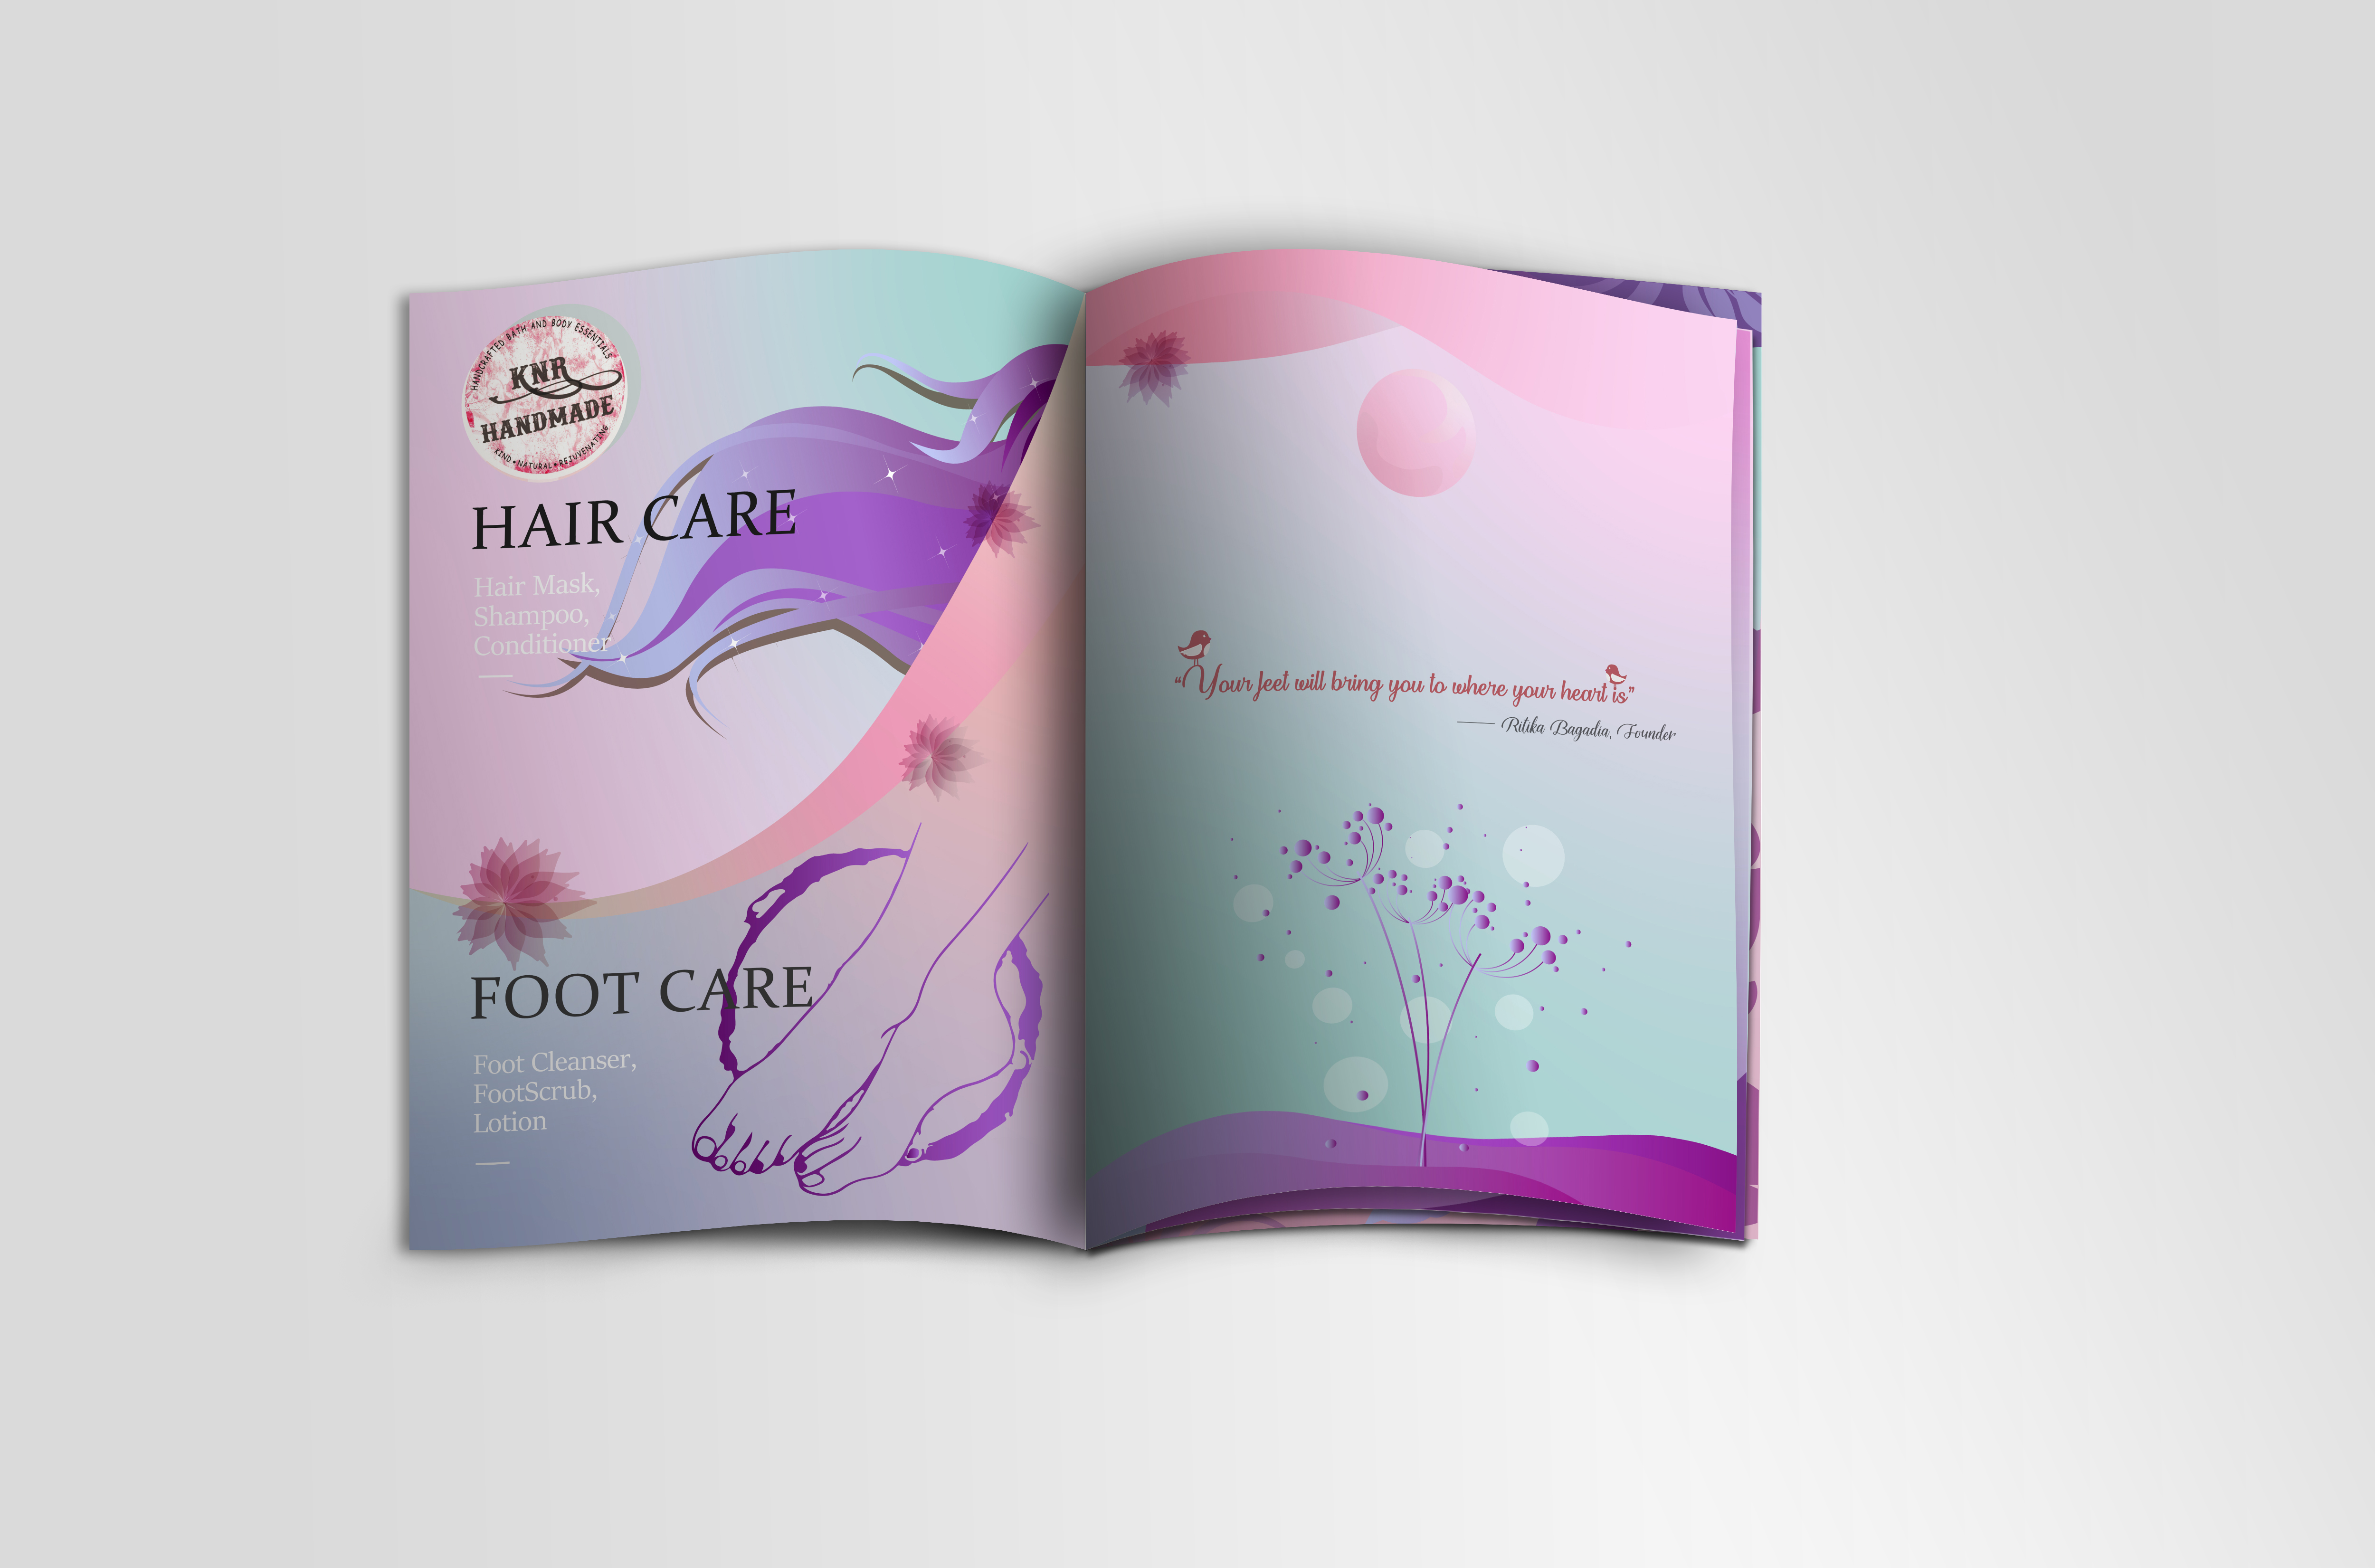 HANDCRAFTED BATH AND BODY ESSENTIALS
KNR
HANDMADE
KIND • NATURAL • REJUVENATING
HAIR CARE
Hair Mask,
Shampoo,
Conditioner
FOOT CARE
Foot Cleanser,
FootScrub,
Lotion
“Your feet will bring you to where your heart is”
Ritika Bagadia, Founder